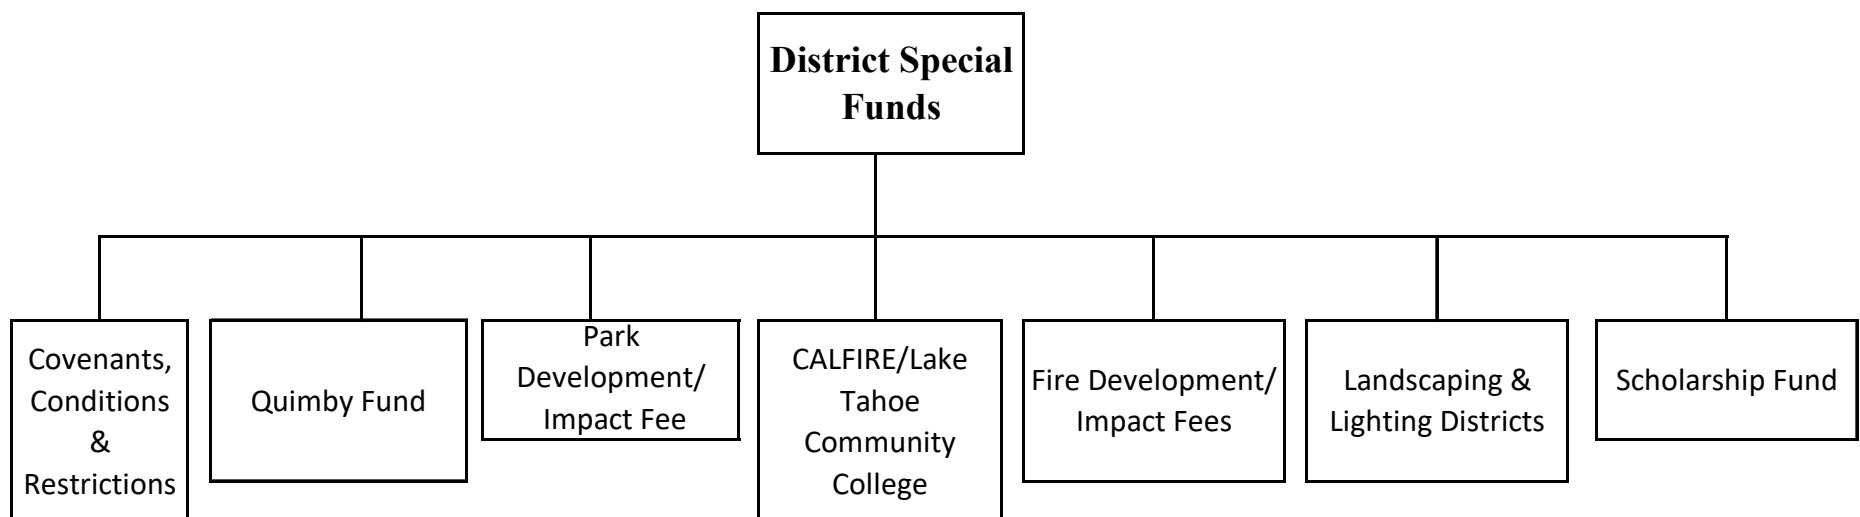 District Special
Funds
Covenants,
Conditions
&
Restrictions
Quimby Fund
Park
Development/
Impact Fee
CALFIRE/Lake
Tahoe
Community
College
Fire Development/
Impact Fees
Landscaping &
Lighting Districts
Scholarship Fund